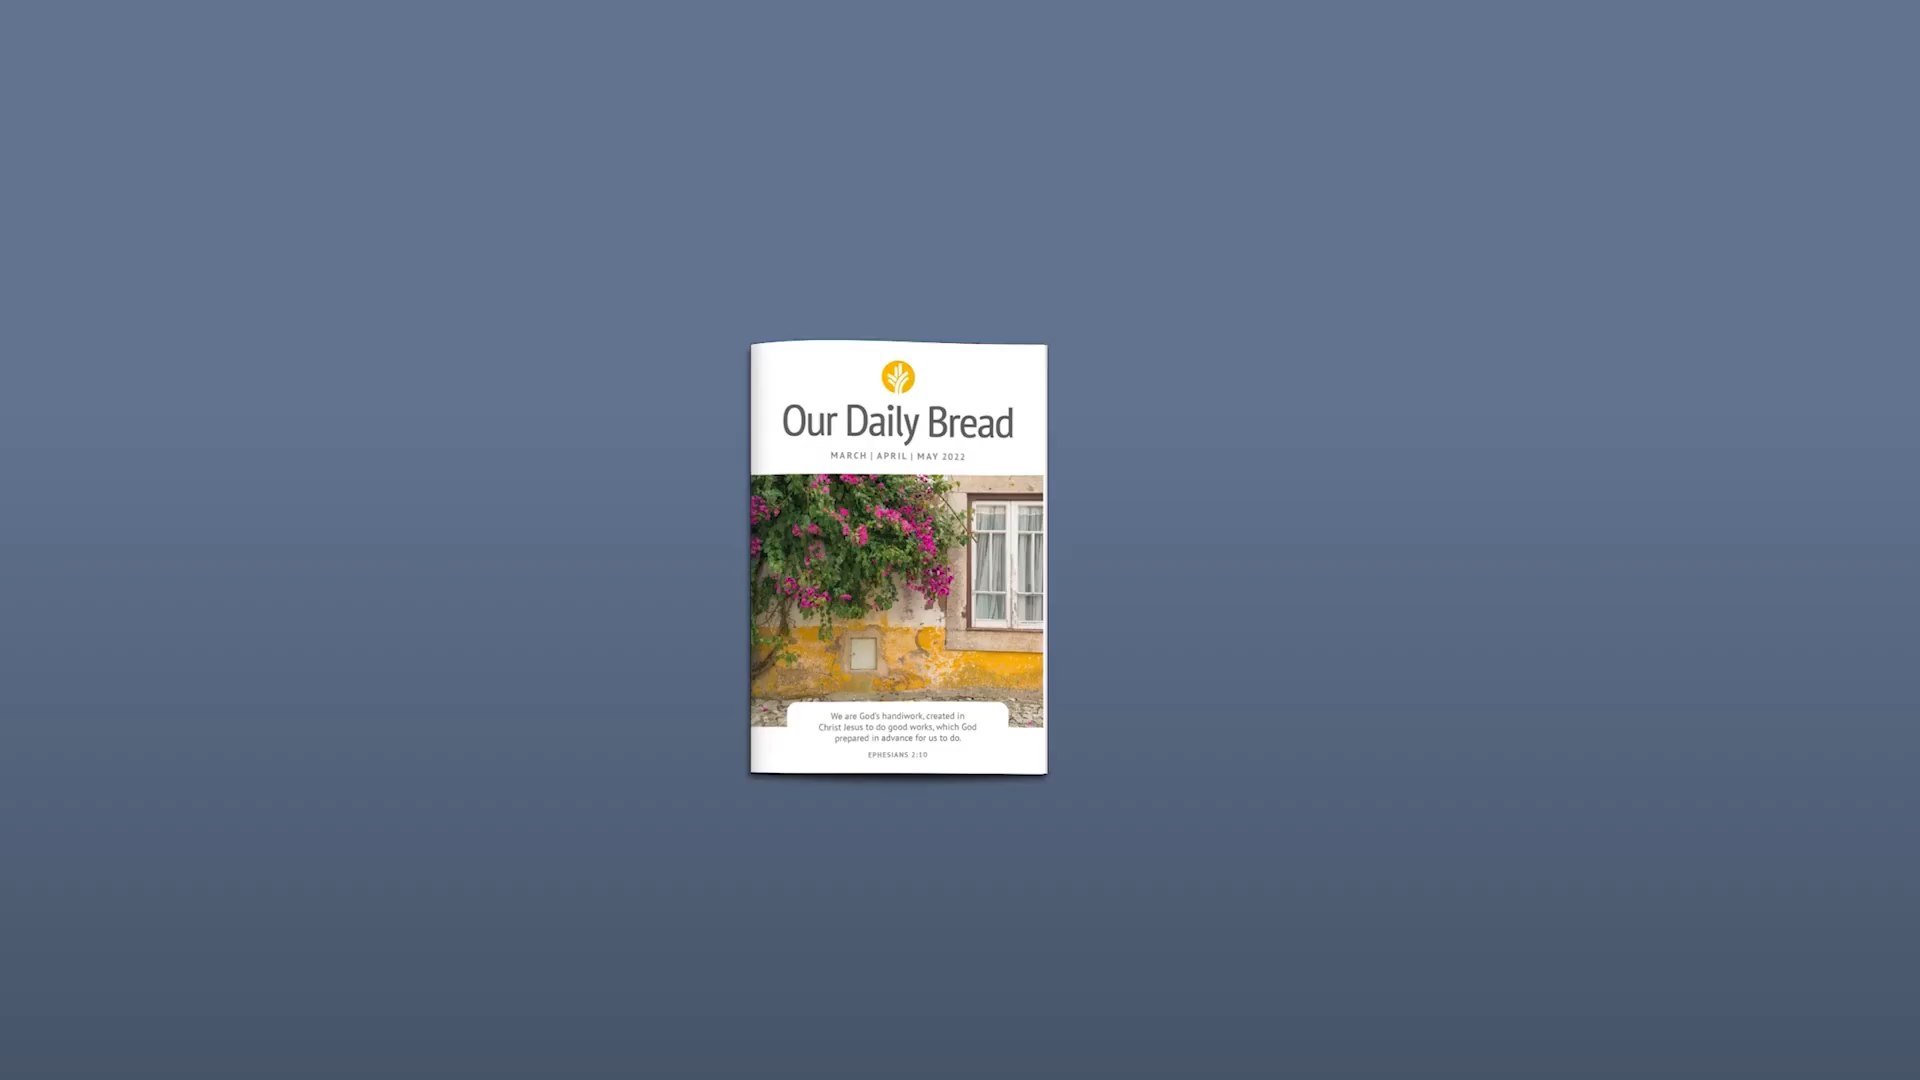 Our Daily Bread
MARCH | APRIL | MAY 2022
We are God's handiwork, created in
Christ Jesus to do good works, which God
prepared in advance for us to do.
EPHESIANS 2:10